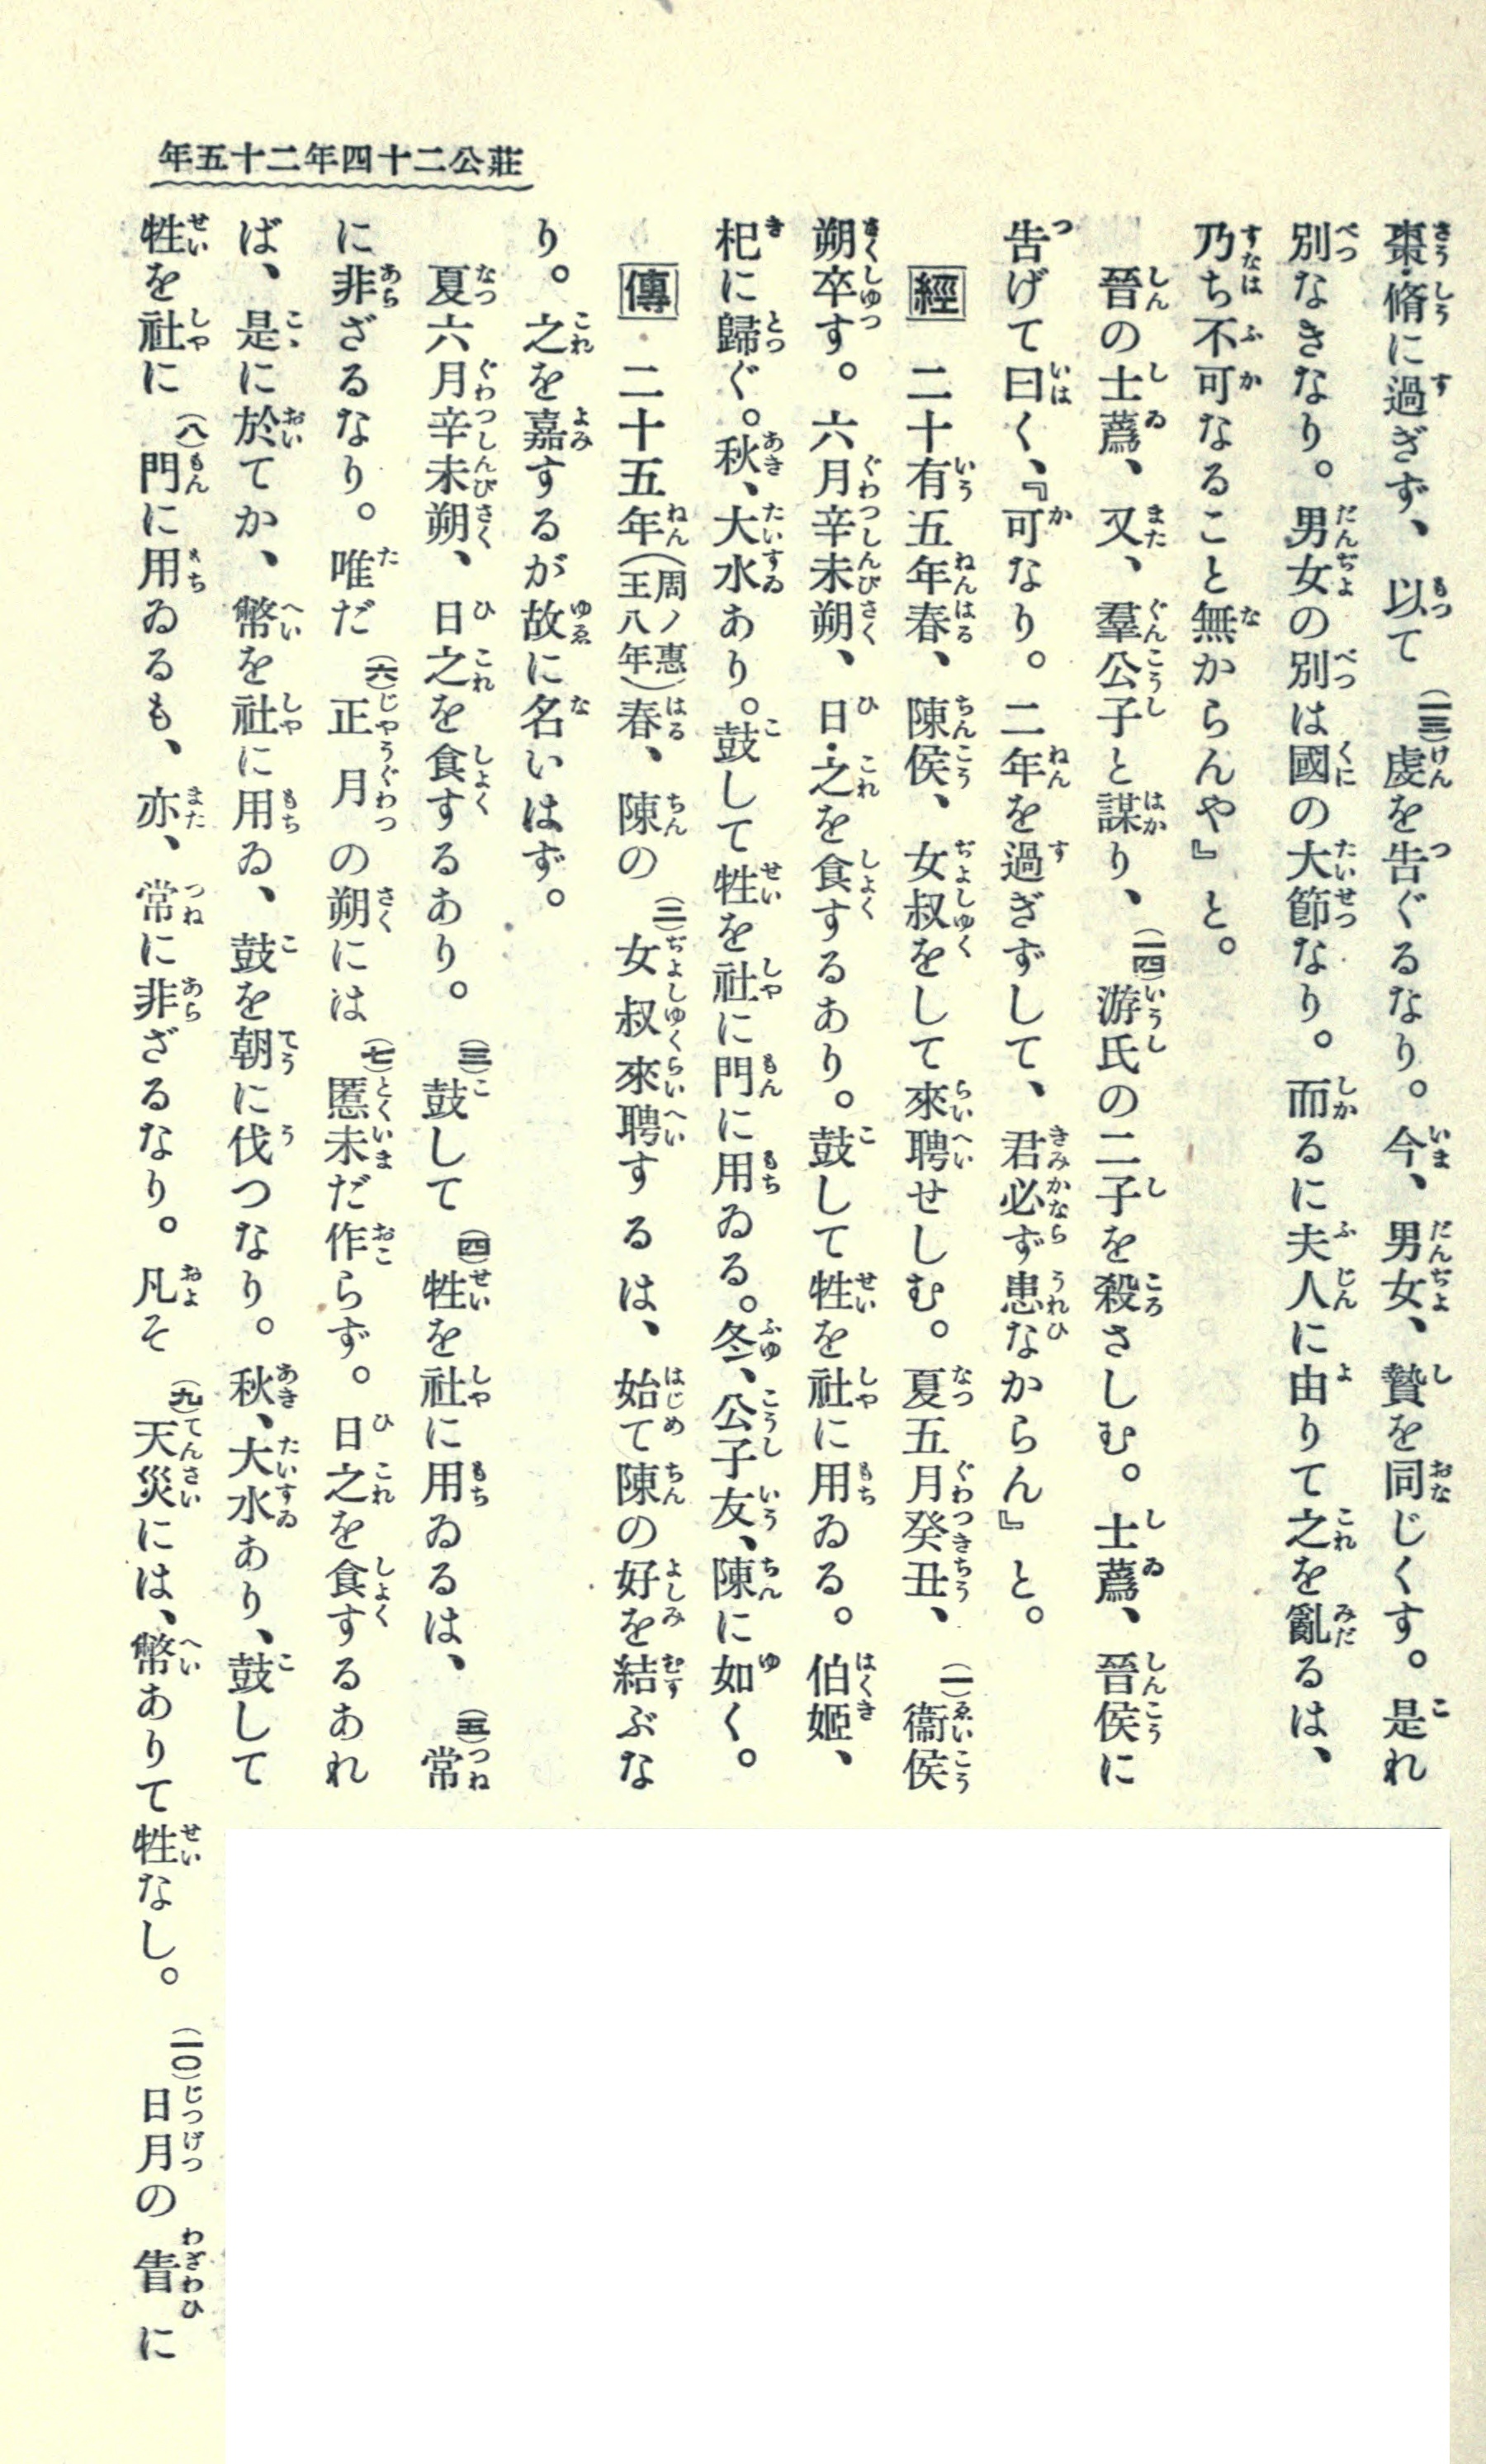 莊公二十四年二十五年
棗・脩に過ぎず、以て(一三)虔を告ぐるなり。今、男女、贄を同じくす。是れ
別なきなり。男女の別は國の大節なり。而るに夫人に由りて之を亂るは、
乃ち不可なること無からんや』と。
晉の士蔿、又、羣公子と謀り、(一四)游氏の二子を殺さしむ。士蔿、晉侯に
告げて曰く、『可なり。二年を過ぎずして、君必ず患なからん』と。
經 二十有五年春、陳侯、女叔をして來聘せしむ。夏五月癸丑、(一)衞侯
朔卒す。六月辛未朔、日・之を食するあり。鼓して牲を社に用ゐる。伯姬、
杞に歸ぐ。秋、大水あり。鼓して牲を社に門に用ゐる。冬、公子友、陳に如く。
傳 二十五年(周ノ惠王八年)春、陳の(二)女叔來聘するは、始て陳の好を結ぶな
り。之を嘉するが故に名いはず。
夏六月辛未朔、日之を食するあり。(三)鼓して(四)牲を社に用ゐるは、(五)常
に非ざるなり。唯だ(六)正月の朔には(七)慝未だ作らず。日之を食するあれ
ば、是に於てか、幣を社に用ゐ、鼓を朝に伐つなり。秋、大水あり、鼓して
牲を社に(八)門に用ゐるも、亦、常に非ざるなり。凡そ(九)天災には、幣ありて牲なし。(一〇)日月の眚に